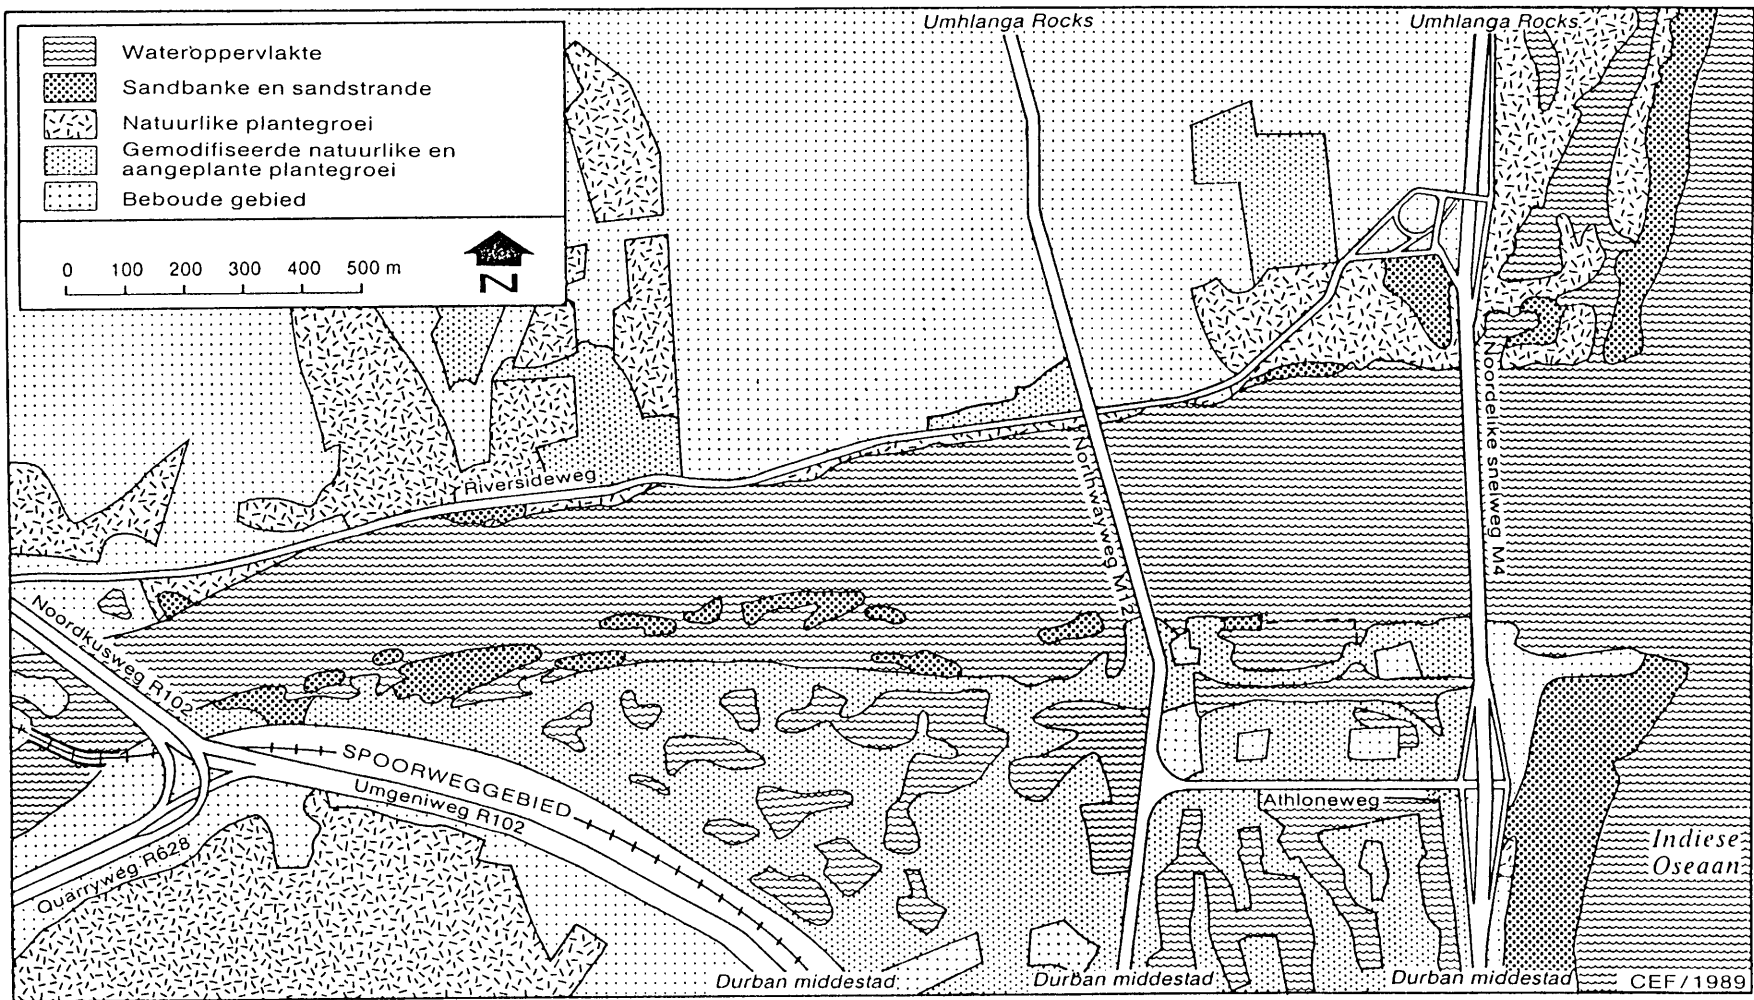 Umhlanga Rocks
Umhlanga Rocks
Wateroppervlakte
Sandbanke en sandstrande
Natuurlike plantegroei
Gemodifiseerde natuurlike en
aangeplante plantegroei
Beboude gebied
0 100 200 300 400 500 m
N
Riversideweg
Northwayweg M12
Noordelike sneweg M4
Noordkusweg R102
SPOORWEGGEBIED
Umgeniweg R102
Athloneweg
Quarryweg R628
Indiese
Oseaan
Durban middestad
Durban middestad
Durban middestad
CEF/1989